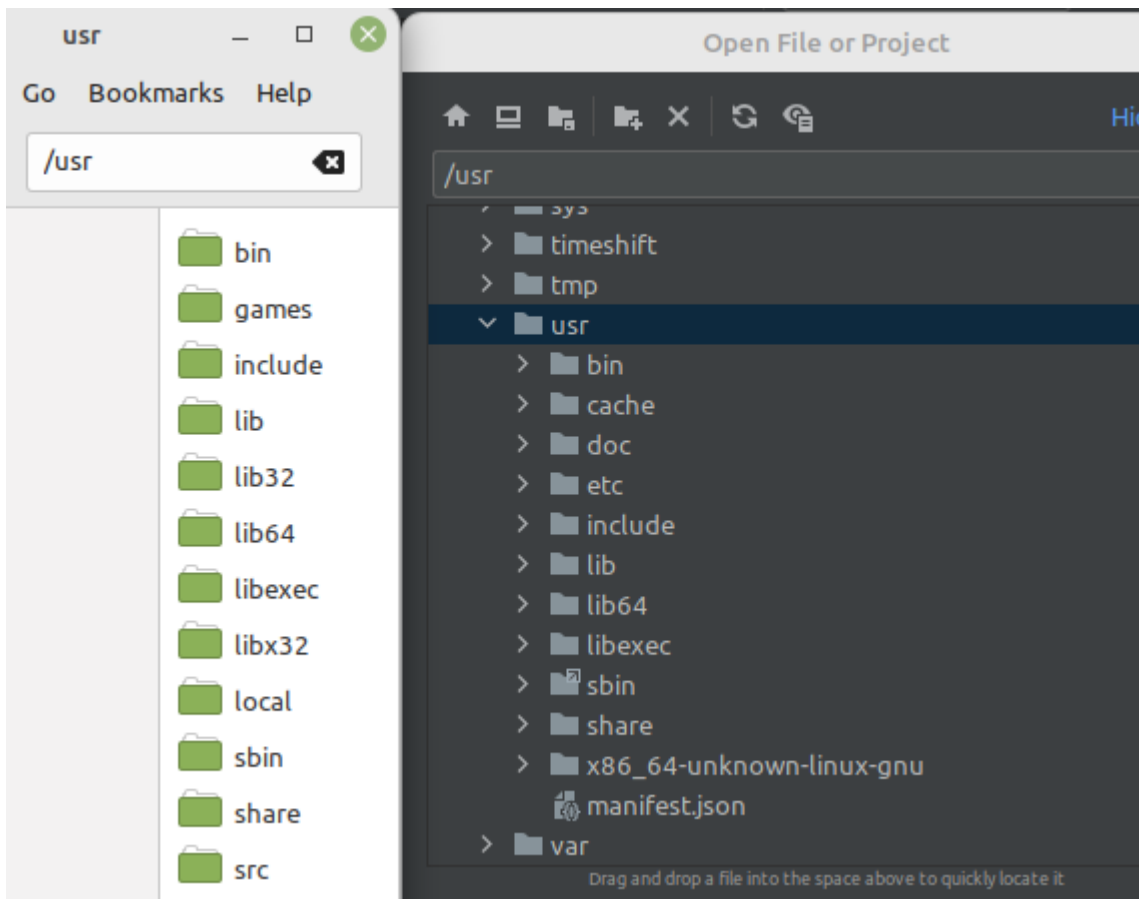 usr
Go Bookmarks Help
/usr
bin
games
include
lib
lib32
lib64
libexec
libx32
local
sbin
share
src
Open File or Project
/usr
sys
timeshift
tmp
usr
bin
cache
doc
etc
include
lib
lib64
libexec
sbin
share
x86_64-unknown-linux-gnu
manifest.json
var
Drag and drop a file into the space above to quickly locate it